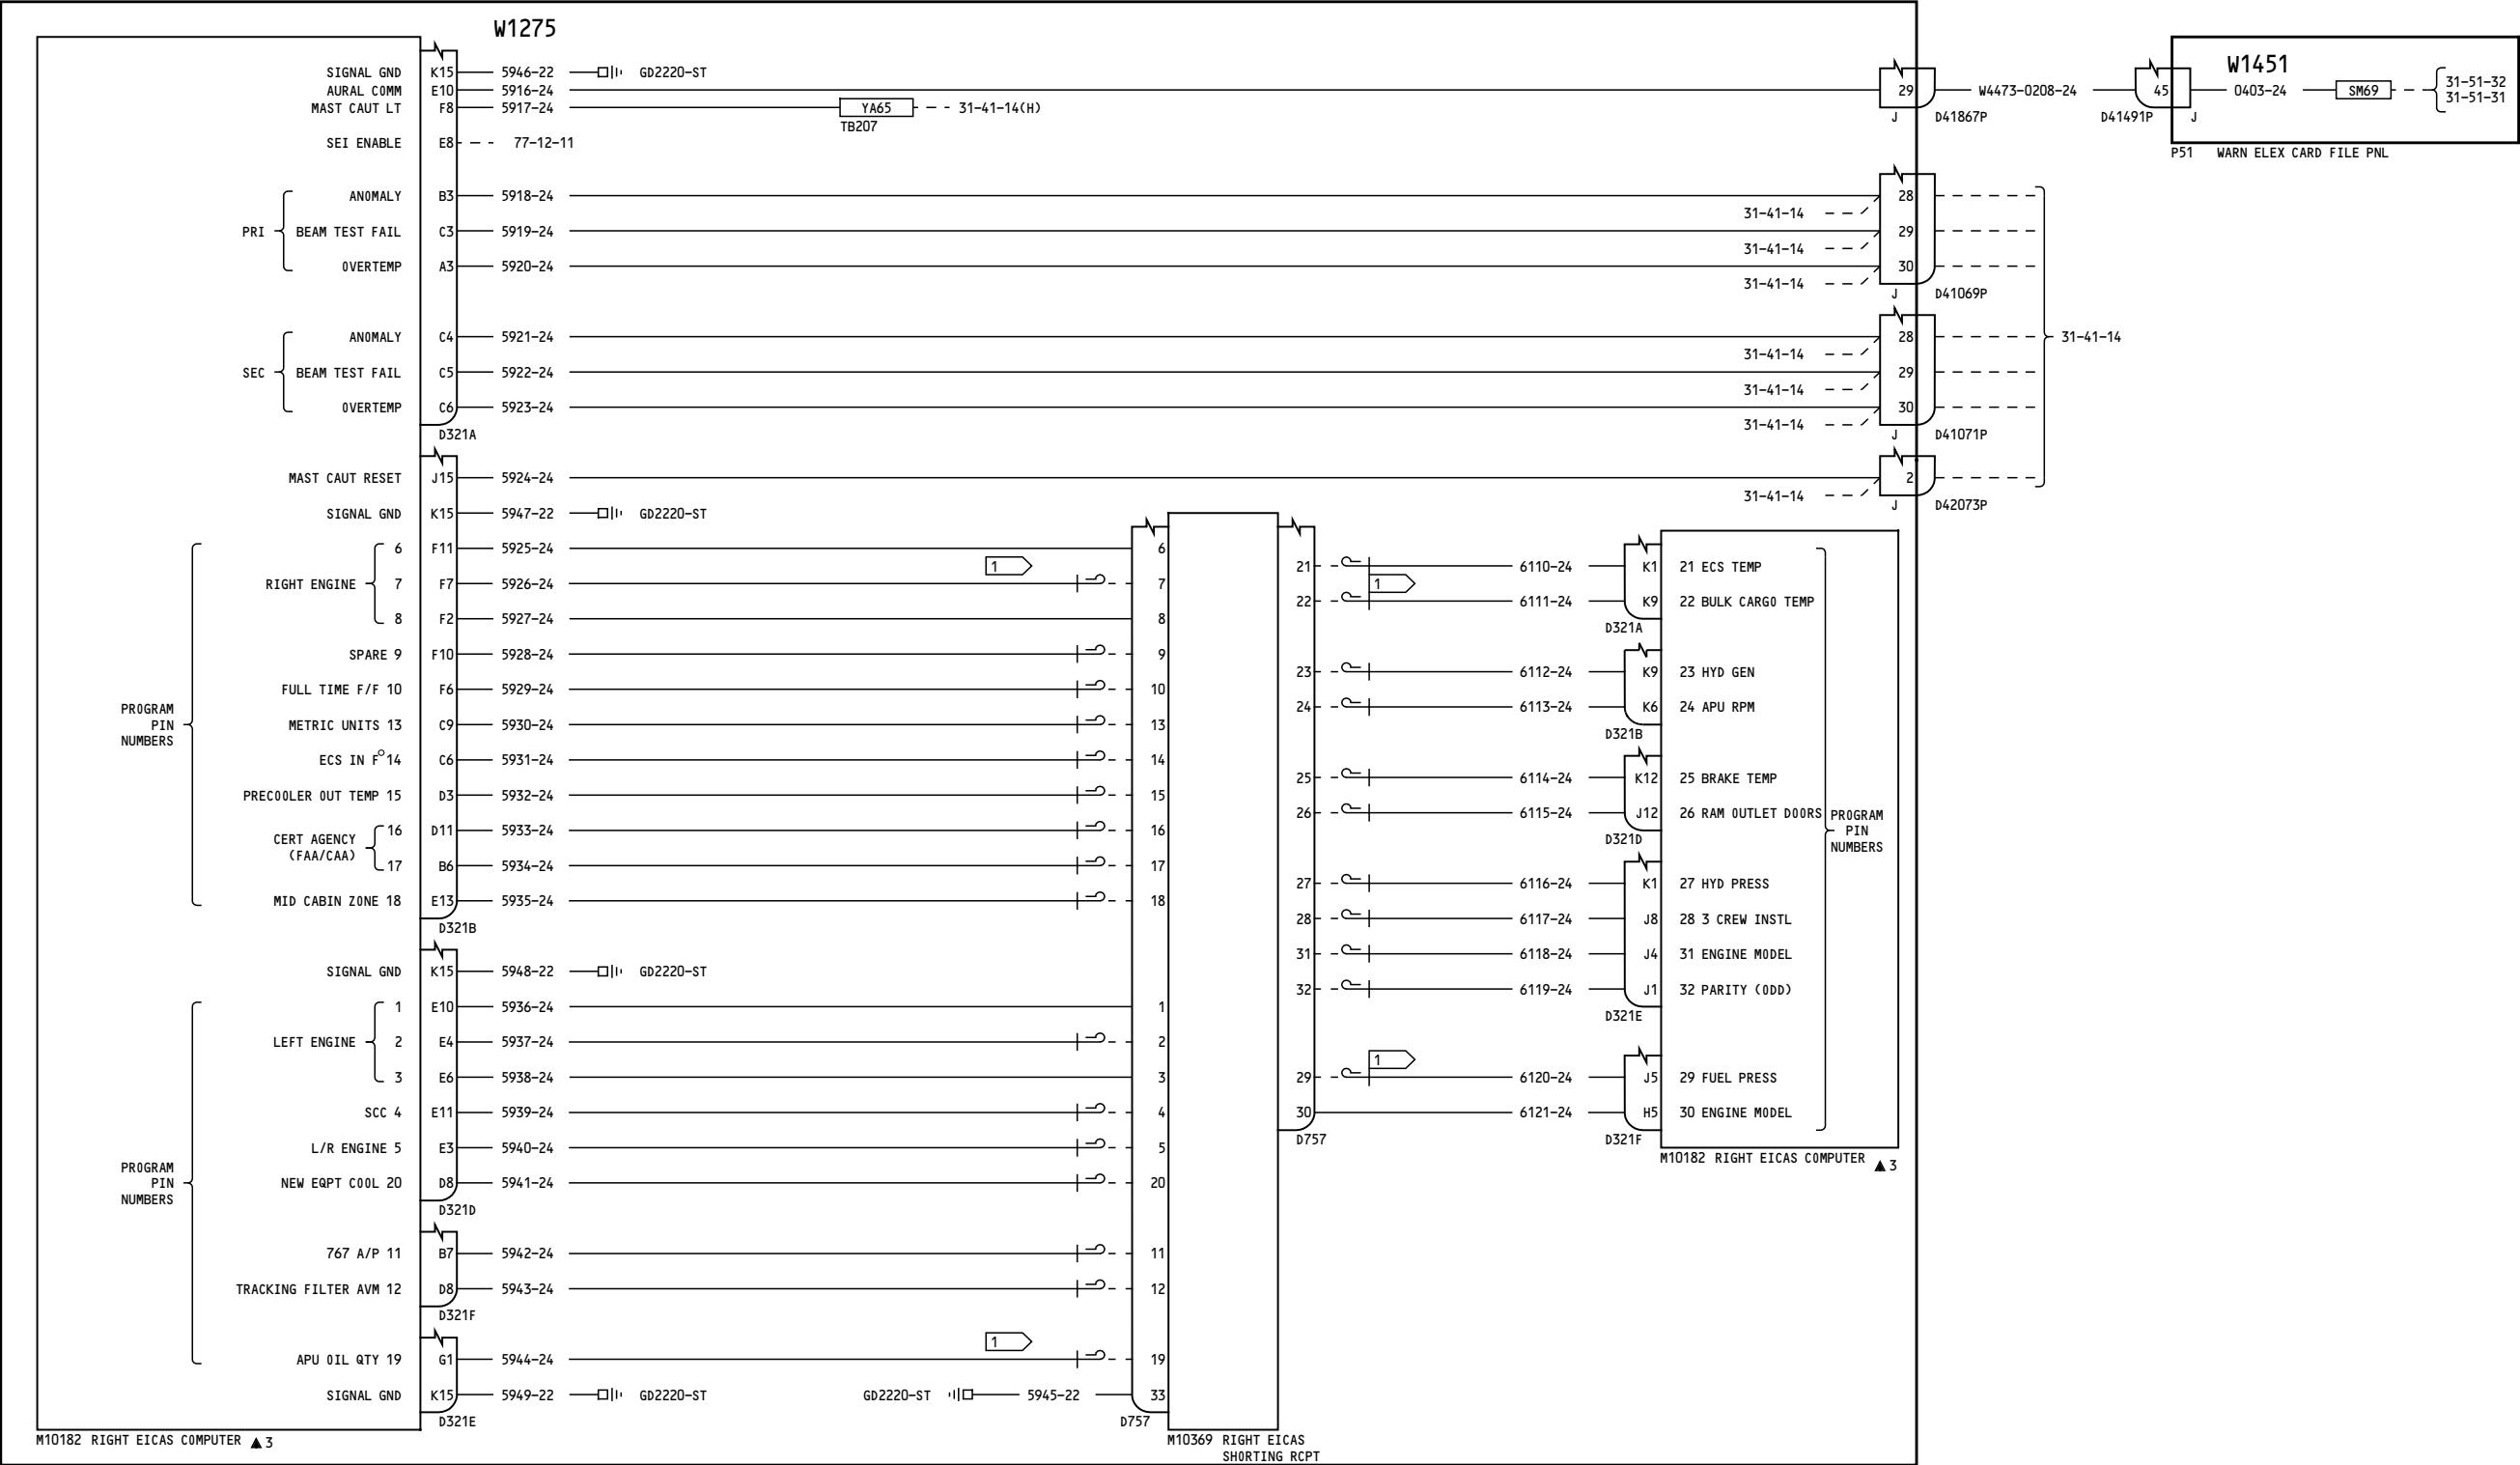 W1275
SIGNAL GND K15 5946-22 GD2220-ST
AURAL COMM E10 5916-24 29 W4473-0208-24 45 0403-24 SM69 31-51-32
31-51-31
W1451
MAST CAUT LT F8 5917-24 YA65 31-41-14(H)
TB207
J D41867P D41491P J
P51 WARN ELEX CARD FILE PNL
SEI ENABLE E8 77-12-11
PRI
ANOMALY B3 5918-24 28
31-41-14
BEAM TEST FAIL C3 5919-24 29
31-41-14
OVERTEMP A3 5920-24 30
31-41-14
J D41069P
SEC
ANOMALY C4 5921-24 28
31-41-14
31-41-14
BEAM TEST FAIL C5 5922-24 29
31-41-14
OVERTEMP C6 5923-24 30
31-41-14
D321A
J D41071P
MAST CAUT RESET J15 5924-24 2
31-41-14
J D42073P
SIGNAL GND K15 5947-22 GD2220-ST
PROGRAM
PIN
NUMBERS
RIGHT ENGINE
6 F11 5925-24 6
1
7 F7 5926-24 7
8 F2 5927-24 8
SPARE 9 F10 5928-24 9
FULL TIME F/F 10 F6 5929-24 10
METRIC UNITS 13 C9 5930-24 13
ECS IN F° 14 C6 5931-24 14
PRECOOLER OUT TEMP 15 D3 5932-24 15
CERT AGENCY
(FAA/CAA)
16 D11 5933-24 16
17 B6 5934-24 17
MID CABIN ZONE 18 E13 5935-24 18
D321B
SIGNAL GND K15 5948-22 GD2220-ST
PROGRAM
PIN
NUMBERS
LEFT ENGINE
1 E10 5936-24 1
2 E4 5937-24 2
3 E6 5938-24 3
SCC 4 E11 5939-24 4
L/R ENGINE 5 E3 5940-24 5
NEW EQPT COOL 20 D8 5941-24 20
D321D
767 A/P 11 B7 5942-24 11
TRACKING FILTER AVM 12 D8 5943-24 12
D321F
1
APU OIL QTY 19 G1 5944-24 19
SIGNAL GND K15 5949-22 GD2220-ST GD2220-ST 5945-22 33
D321E
D757
M10182 RIGHT EICAS COMPUTER ▲3
M10369 RIGHT EICAS
SHORTING RCPT
21 6110-24 K1 21 ECS TEMP
1
22 6111-24 K9 22 BULK CARGO TEMP
D321A
23 6112-24 K9 23 HYD GEN
24 6113-24 K6 24 APU RPM
D321B
25 6114-24 K12 25 BRAKE TEMP
26 6115-24 J12 26 RAM OUTLET DOORS
D321D
PROGRAM
PIN
NUMBERS
27 6116-24 K1 27 HYD PRESS
28 6117-24 J8 28 3 CREW INSTL
31 6118-24 J4 31 ENGINE MODEL
32 6119-24 J1 32 PARITY (ODD)
D321E
1
29 6120-24 J5 29 FUEL PRESS
30 6121-24 H5 30 ENGINE MODEL
D757
D321F
M10182 RIGHT EICAS COMPUTER ▲3